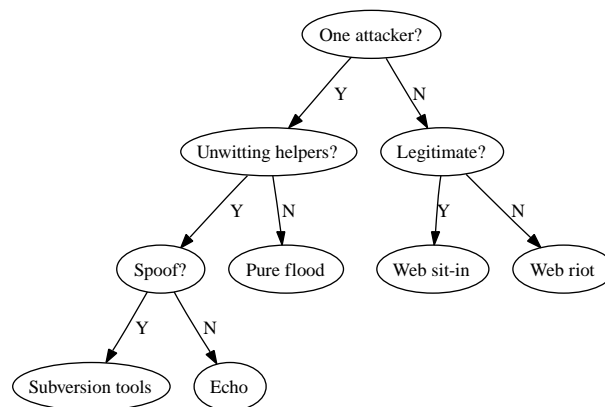 One attacker?
Y
N
Unwitting helpers?
Legitimate?
Y
N
Y
N
Spoof?
Pure flood
Web sit-in
Web riot
Y
N
Subversion tools
Echo